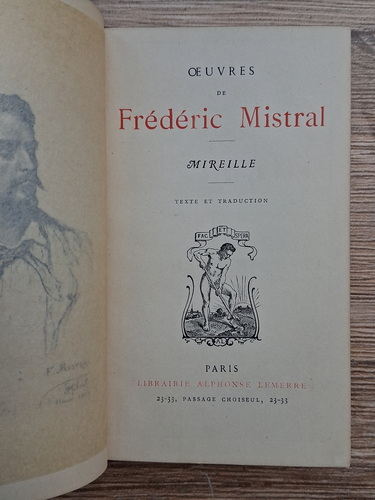 ŒUVRES
DE
Frédéric Mistral
MIREILLE
TEXTE ET TRADUCTION
FAC ET SPERA
AL
PARIS
LIBRAIRIE ALPHONSE LEMERRE
23-33, PASSAGE CHOISEUL, 23-33